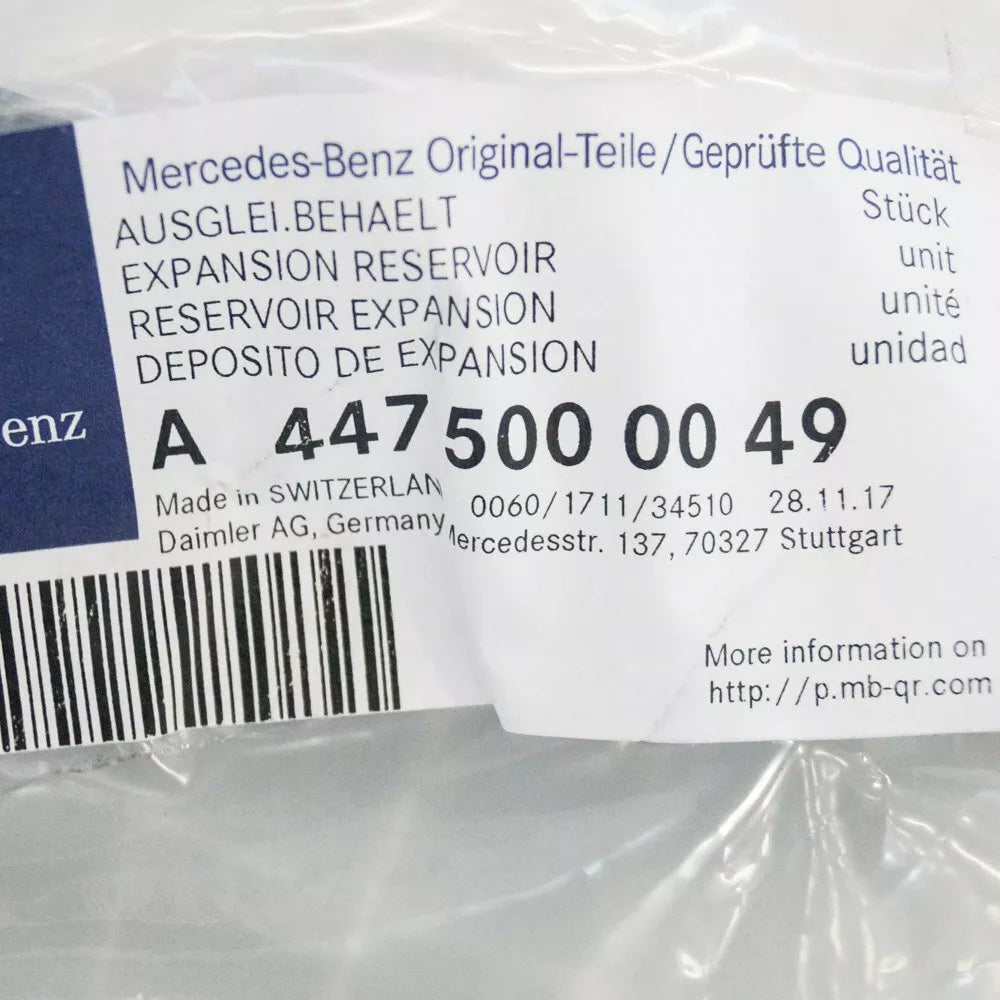 Mercedes-Benz Original-Teile/Geprüfte Qualität
AUSGLEI.BEHAELT Stück
EXPANSION RESERVOIR unit
RESERVOIR EXPANSION unité
DEPOSITO DE EXPANSION unidad
enz
A 447 500 00 49
Made in SWITZERLAN 0060/1711/34510 28.11.17
Daimler AG, Germany Mercedesstr. 137, 70327 Stuttgart
More information on
http://p.mb-qr.com